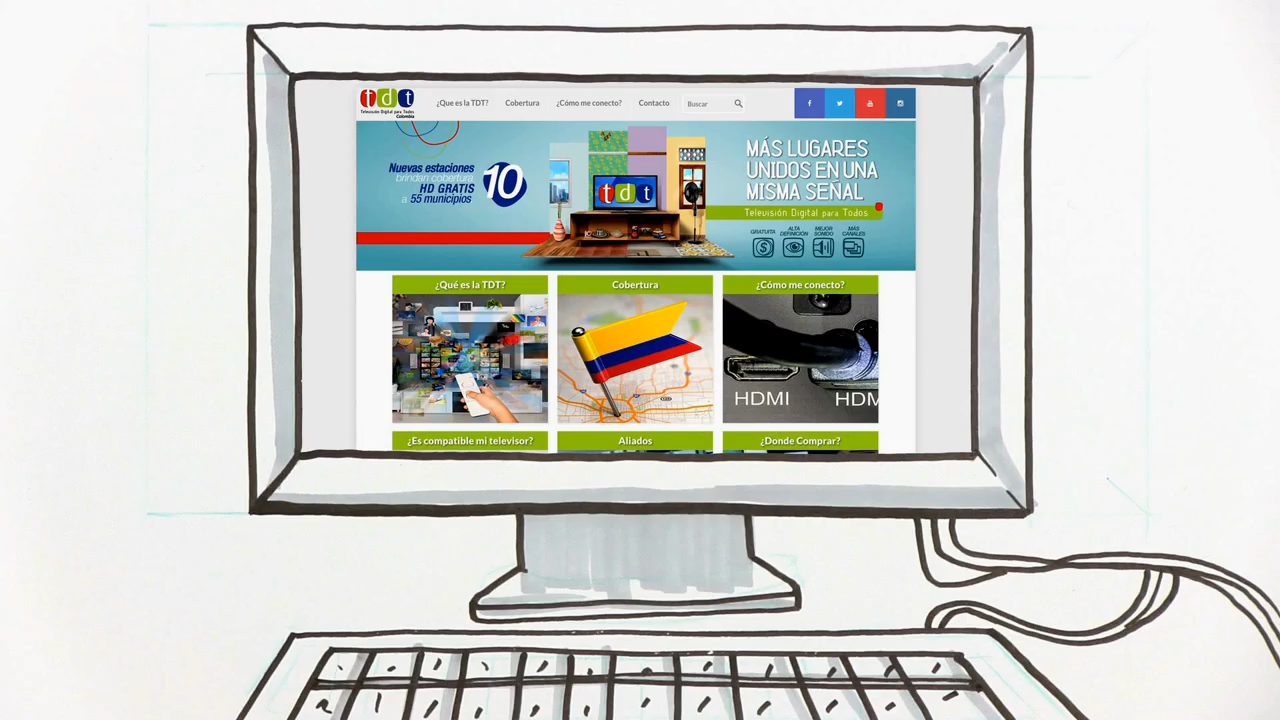 tdt
Televisión Digital para Todos
Colombia
¿Que es la TDT?
Cobertura
¿Cómo me conecto?
Contacto
Buscar
Nuevas estaciones
brindan cobertura
HD GRATIS
a 55 municipios
10
tdt
MÁS LUGARES
UNIDOS EN UNA
MISMA SEÑAL
Televisión Digital para Todos
GRATUITA
ALTA
DEFINICIÓN
MEJOR
SONIDO
MÁS
CANALES
¿Qué es la TDT?
Cobertura
¿Cómo me conecto?
HDMI
HDM
¿Es compatible mi televisor?
Aliados
¿Donde Comprar?